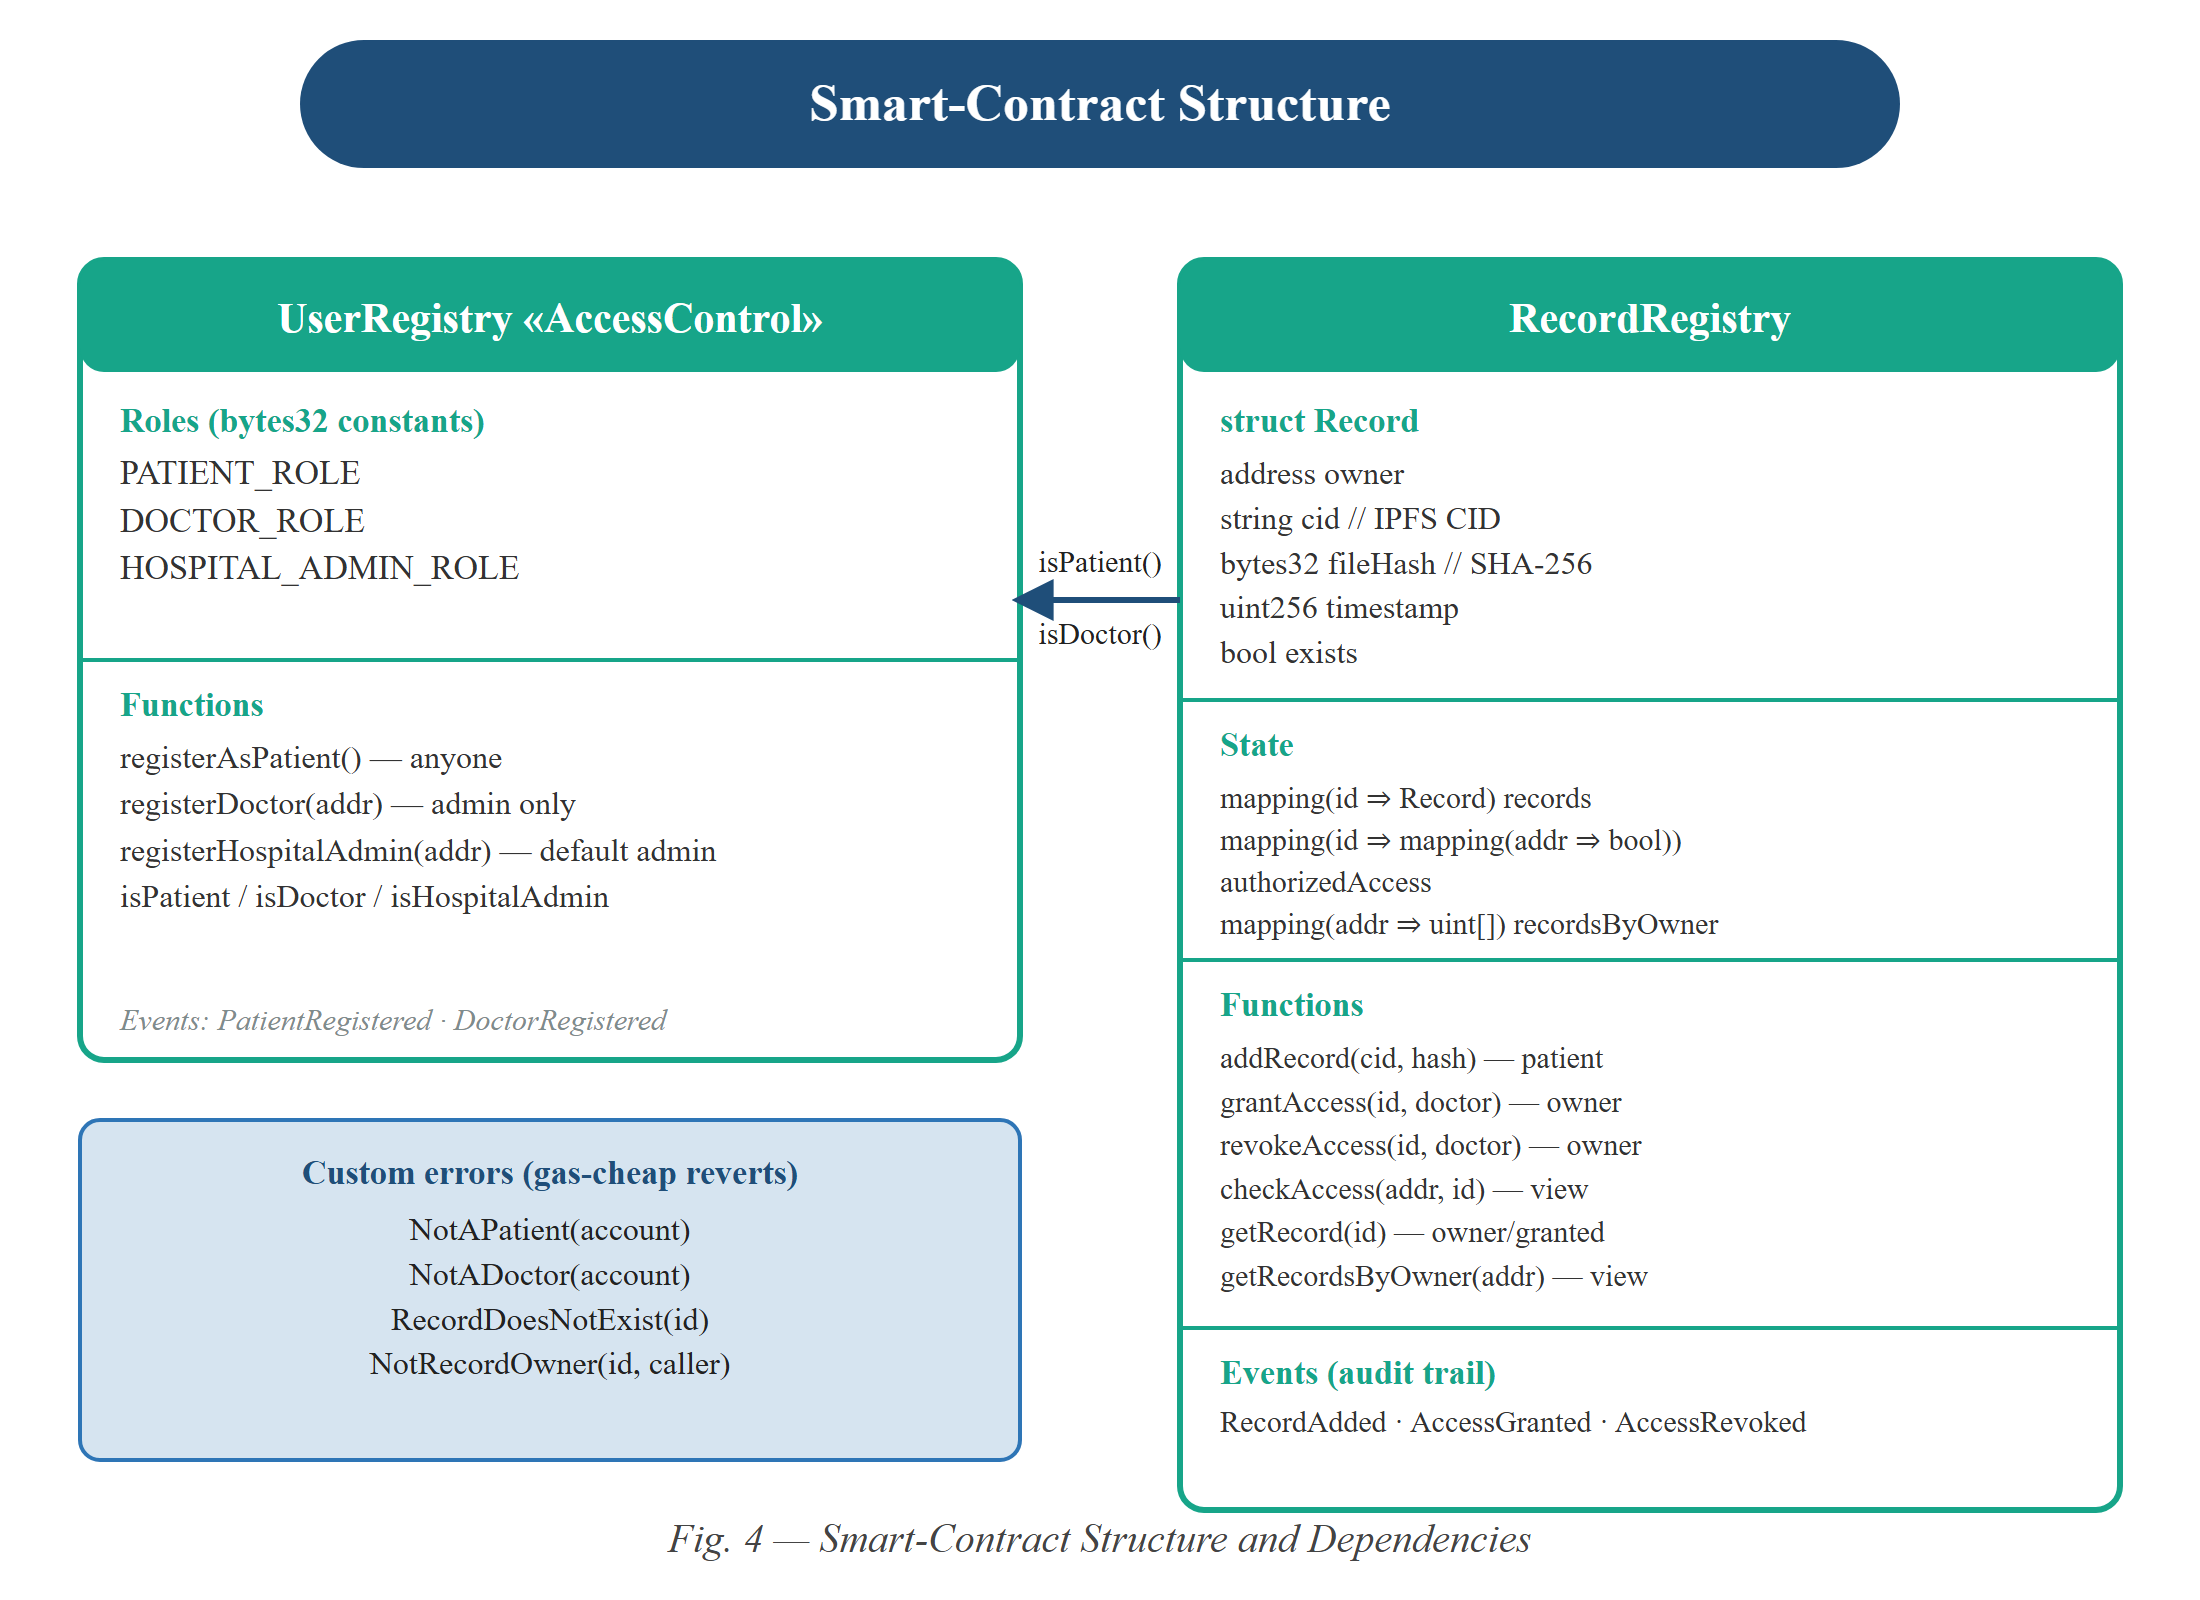 Smart-Contract Structure
UserRegistry «AccessControl»
Roles (bytes32 constants)
PATIENT_ROLE
DOCTOR_ROLE
HOSPITAL_ADMIN_ROLE
Functions
registerAsPatient() — anyone
registerDoctor(addr) — admin only
registerHospitalAdmin(addr) — default admin
isPatient / isDoctor / isHospitalAdmin
Events: PatientRegistered · DoctorRegistered
isPatient()
isDoctor()
RecordRegistry
struct Record
address owner
string cid // IPFS CID
bytes32 fileHash // SHA-256
uint256 timestamp
bool exists
State
mapping(id ⇒ Record) records
mapping(id ⇒ mapping(addr ⇒ bool))
authorizedAccess
mapping(addr ⇒ uint[]) recordsByOwner
Functions
addRecord(cid, hash) — patient
grantAccess(id, doctor) — owner
revokeAccess(id, doctor) — owner
checkAccess(addr, id) — view
getRecord(id) — owner/granted
getRecordsByOwner(addr) — view
Events (audit trail)
RecordAdded · AccessGranted · AccessRevoked
Custom errors (gas-cheap reverts)
NotAPatient(account)
NotADoctor(account)
RecordDoesNotExist(id)
NotRecordOwner(id, caller)
Fig. 4 — Smart-Contract Structure and Dependencies